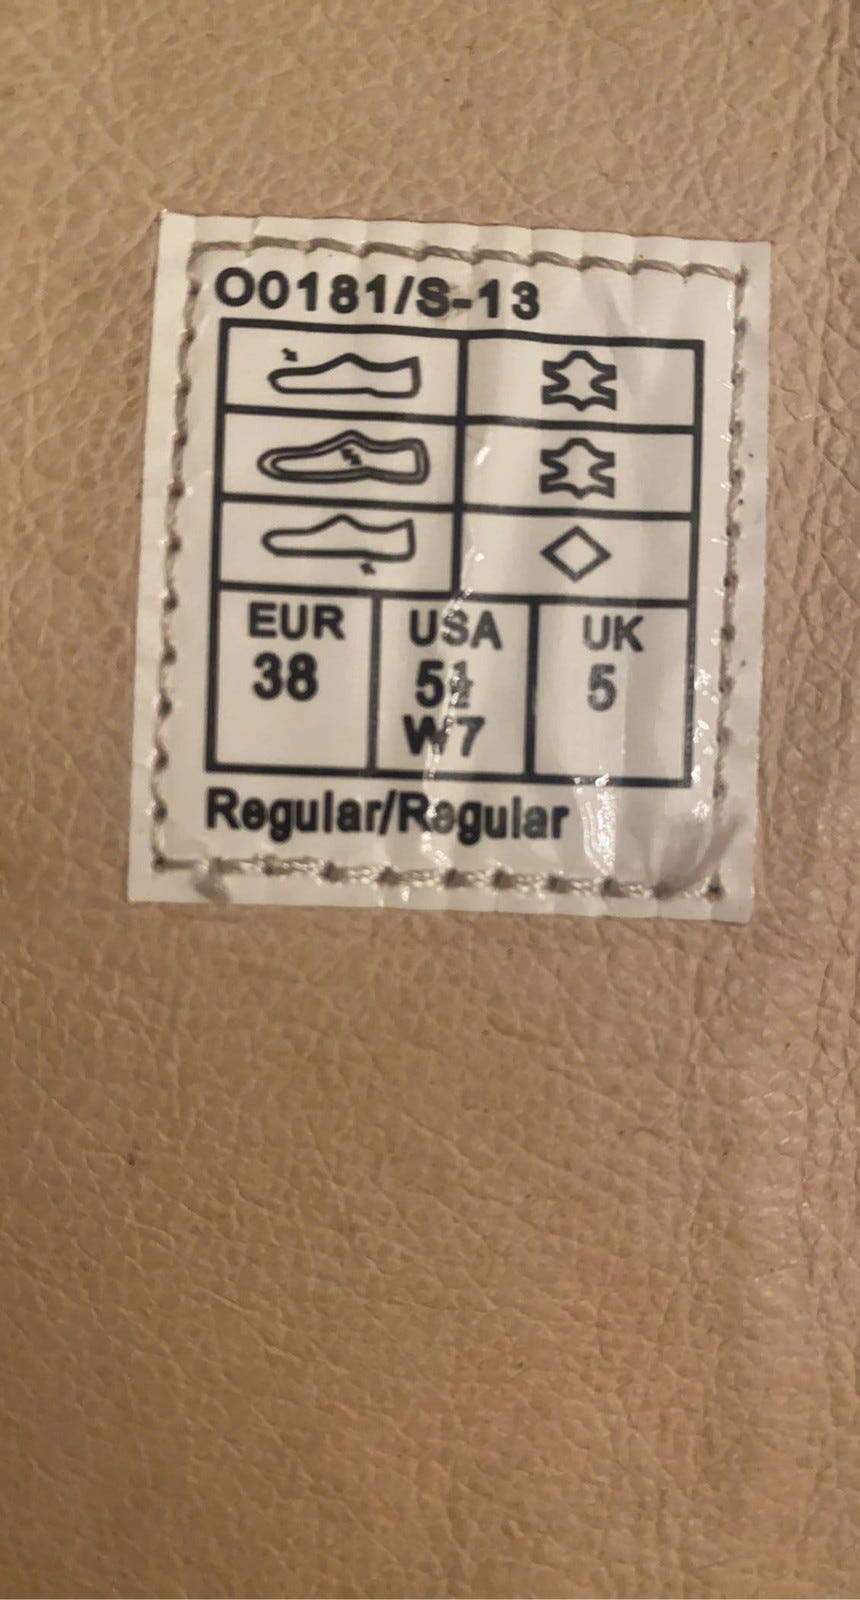 O0181/S-13
EUR USA UK
38 5½ 5
W7
Regular/Regular